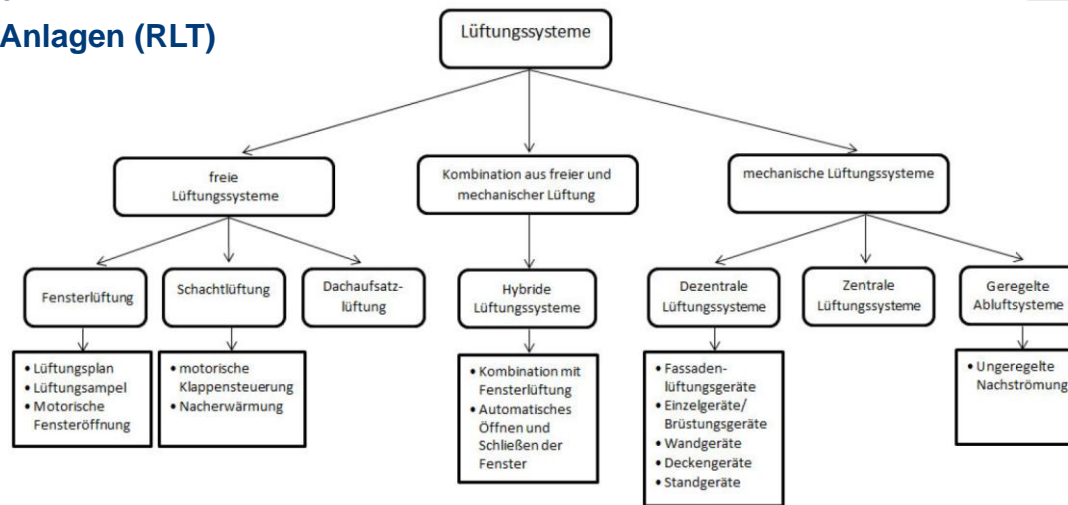 Anlagen (RLT)
Lüftungssysteme
freie
Lüftungssysteme
Kombination aus freier und
mechanischer Lüftung
mechanische Lüftungssysteme
Fensterlüftung
Schachtlüftung
Dachaufsatz-
lüftung
Hybride
Lüftungssysteme
Dezentrale
Lüftungssysteme
Zentrale
Lüftungssysteme
Geregelte
Abluftsysteme
• Lüftungsplan
• Lüftungsampel
• Motorische
Fensteröffnung
• motorische
Klappensteuerung
• Nacherwärmung
• Kombination mit
Fensterlüftung
• Automatisches
Öffnen und
Schließen der
Fenster
• Fassaden-
lüftungsgeräte
• Einzelgeräte/
Brüstungsgeräte
• Wandgeräte
• Deckengeräte
• Standgeräte
• Ungeregelte
Nachströmung